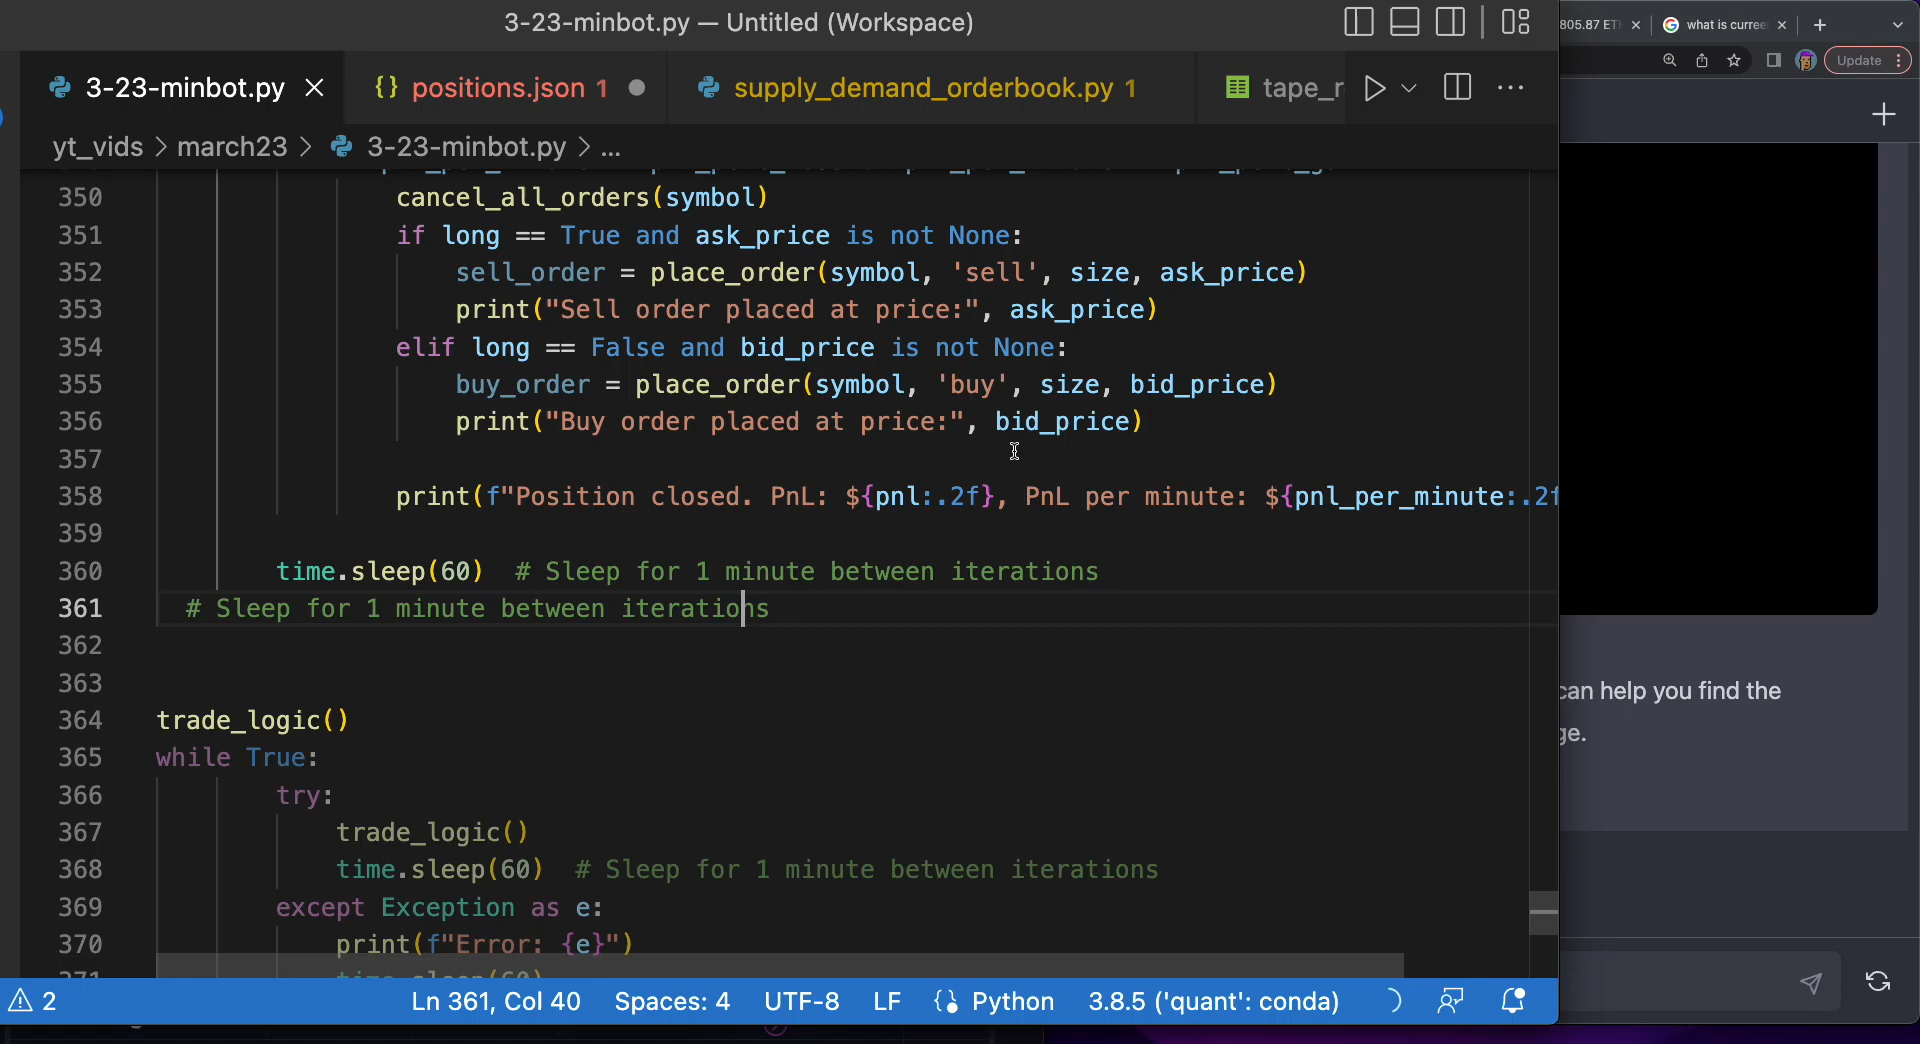 3-23-minbot.py — Untitled (Workspace)
805.87 ETH
what is curree
Update
3-23-minbot.py
positions.json 1
supply_demand_orderbook.py 1
tape_r
yt_vids > march23 > 3-23-minbot.py > ...
350 cancel_all_orders(symbol)
351 if long == True and ask_price is not None:
352 sell_order = place_order(symbol, 'sell', size, ask_price)
353 print("Sell order placed at price:", ask_price)
354 elif long == False and bid_price is not None:
355 buy_order = place_order(symbol, 'buy', size, bid_price)
356 print("Buy order placed at price:", bid_price)
357
358 print(f"Position closed. PnL: ${pnl:.2f}, PnL per minute: ${pnl_per_minute:.2f
359
360 time.sleep(60)  # Sleep for 1 minute between iterations
361 # Sleep for 1 minute between iterations
362
363
364 trade_logic()
365 while True:
366 try:
367 trade_logic()
368 time.sleep(60)  # Sleep for 1 minute between iterations
369 except Exception as e:
370 print(f"Error: {e}")
371 time.sleep(60)
can help you find the
ge.
2
Ln 361, Col 40
Spaces: 4
UTF-8
LF
Python
3.8.5 ('quant': conda)